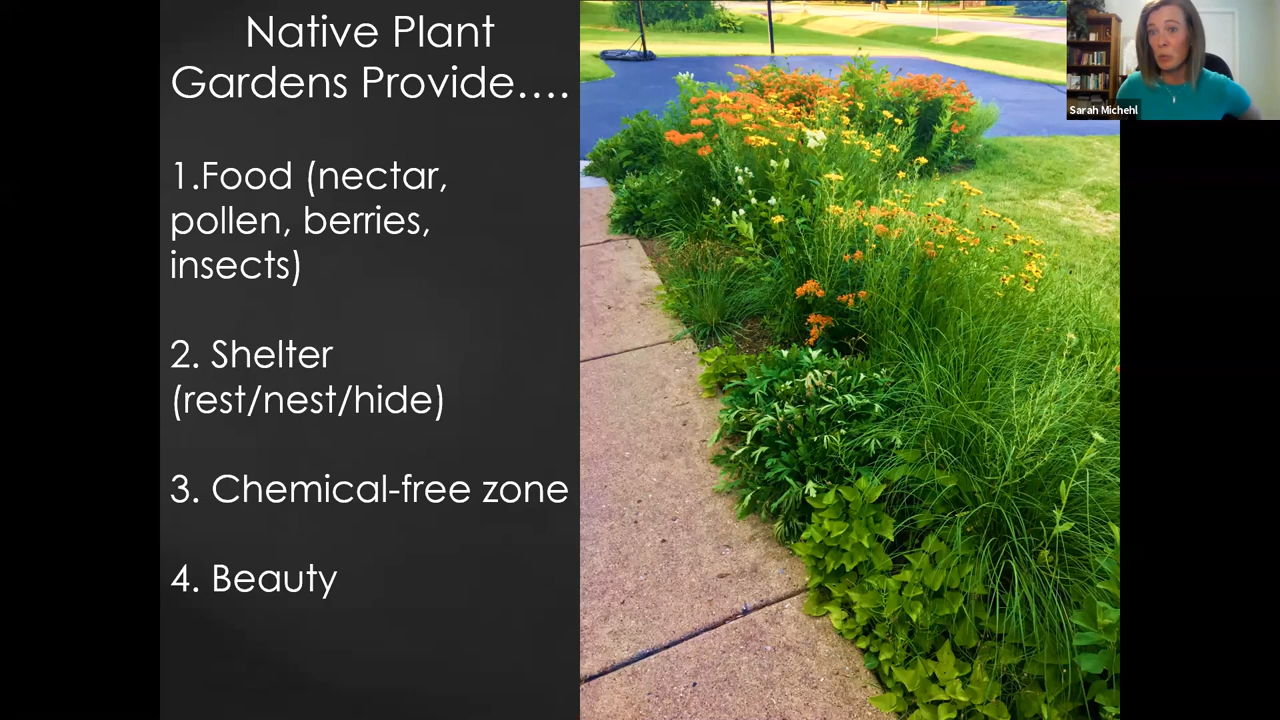 Native Plant
Gardens Provide....
1.Food (nectar,
pollen, berries,
insects)
2. Shelter
(rest/nest/hide)
3. Chemical-free zone
4. Beauty
Sarah Michehl